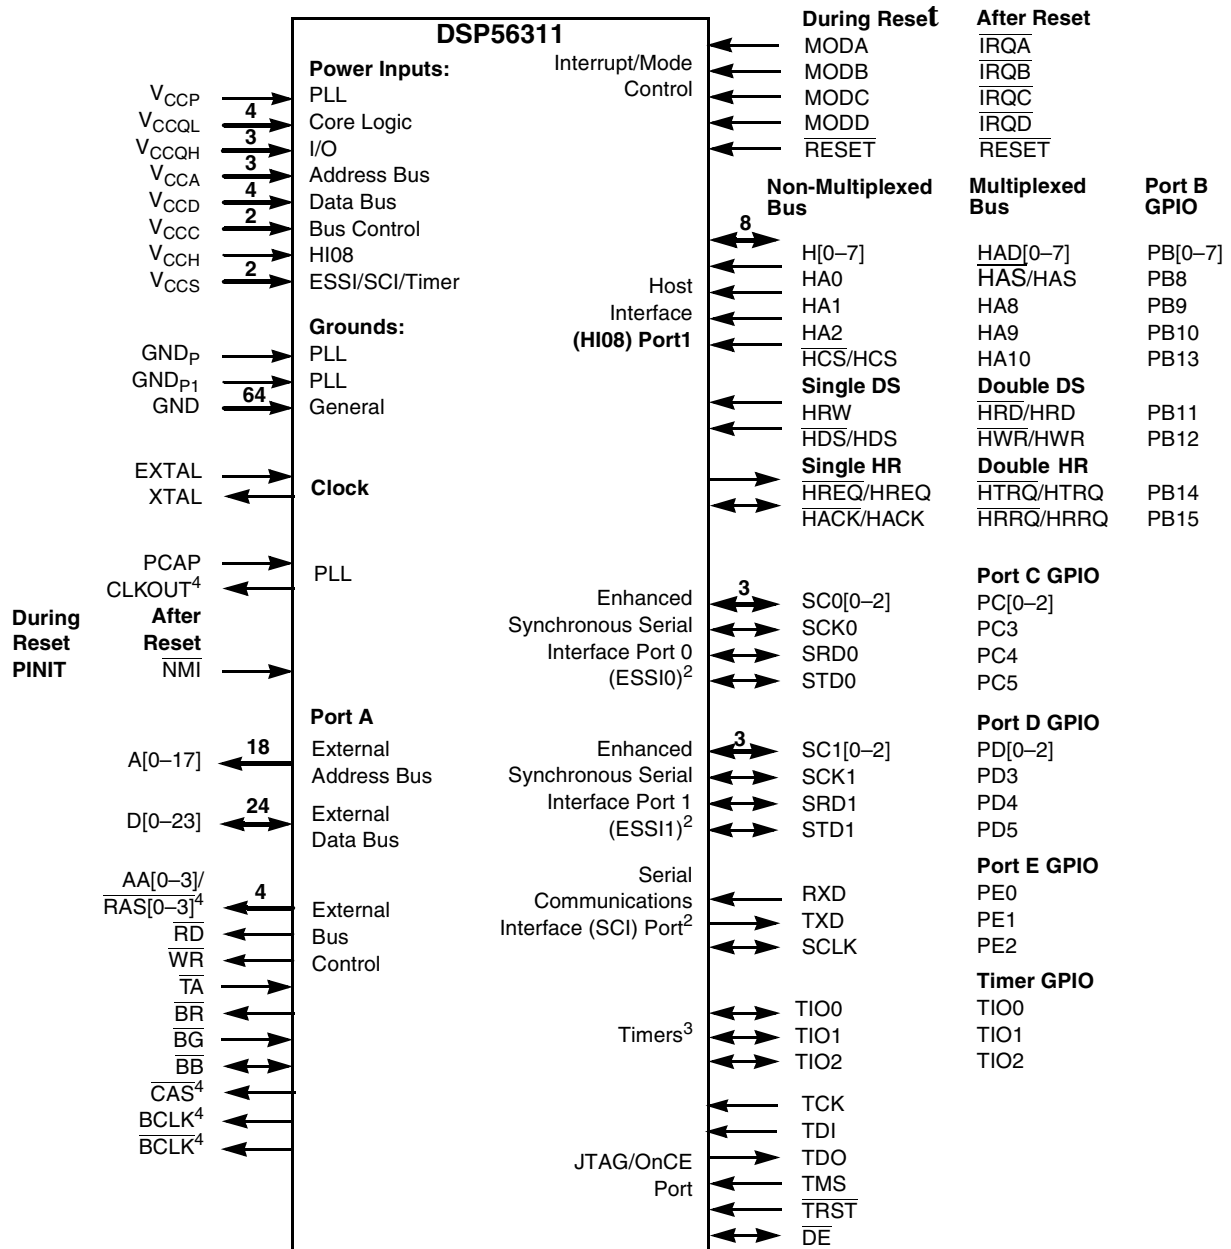 DSP56311
During Reset After Reset
Interrupt/Mode
Control
MODA IRQA
MODB IRQB
MODC IRQC
MODD IRQD
RESET RESET
Power Inputs:
VCCP PLL
VCCQL 4 Core Logic
VCCQH 3 I/O
VCCA 3 Address Bus
VCCD 4 Data Bus
VCCC 2 Bus Control
VCCH HI08
VCCS 2 ESSI/SCI/Timer
Grounds:
GNDP PLL
GNDP1 PLL
GND 64 General
EXTAL
XTAL
Clock
PCAP
CLKOUT4
PLL
During After
Reset Reset
PINIT NMI
Port A
A[0–17] 18 External
Address Bus
D[0–23] 24 External
Data Bus
AA[0–3]/
RAS[0–3]4 4
RD
WR
TA
BR
BG
BB
CAS4
BCLK4
BCLK4
External
Bus
Control
Non-Multiplexed Multiplexed Port B
Bus Bus GPIO
Host
Interface
(HI08) Port1
8 H[0–7] HAD[0–7] PB[0–7]
HA0 HAS/HAS PB8
HA1 HA8 PB9
HA2 HA9 PB10
HCS/HCS HA10 PB13
Single DS Double DS
HRW HRD/HRD PB11
HDS/HDS HWR/HWR PB12
Single HR Double HR
HREQ/HREQ HTRQ/HTRQ PB14
HACK/HACK HRRQ/HRRQ PB15
Port C GPIO
Enhanced
Synchronous Serial
Interface Port 0
(ESSI0)2
3 SC0[0–2] PC[0–2]
SCK0 PC3
SRD0 PC4
STD0 PC5
Port D GPIO
Enhanced
Synchronous Serial
Interface Port 1
(ESSI1)2
3 SC1[0–2] PD[0–2]
SCK1 PD3
SRD1 PD4
STD1 PD5
Port E GPIO
Serial
Communications
Interface (SCI) Port2
RXD PE0
TXD PE1
SCLK PE2
Timer GPIO
Timers3
TIO0 TIO0
TIO1 TIO1
TIO2 TIO2
JTAG/OnCE
Port
TCK
TDI
TDO
TMS
TRST
DE